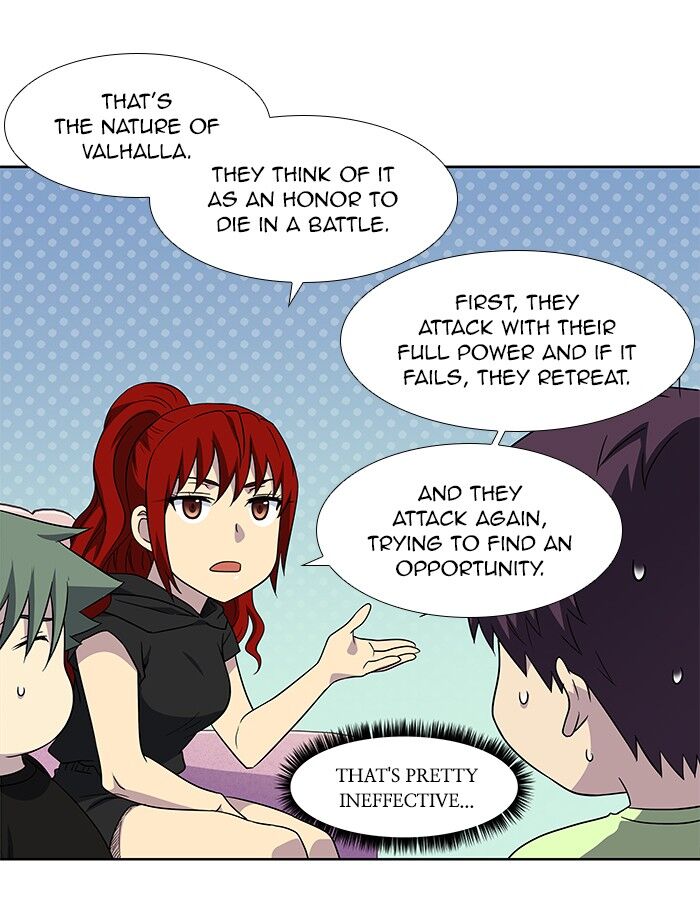 THAT'S
THE NATURE OF
VALHALLA.
THEY THINK OF IT
AS AN HONOR TO
DIE IN A BATTLE.
FIRST, THEY
ATTACK WITH THEIR
FULL POWER AND IF IT
FAILS, THEY RETREAT.
AND THEY
ATTACK AGAIN,
TRYING TO FIND AN
OPPORTUNITY.
THAT'S PRETTY
INEFFECTIVE...